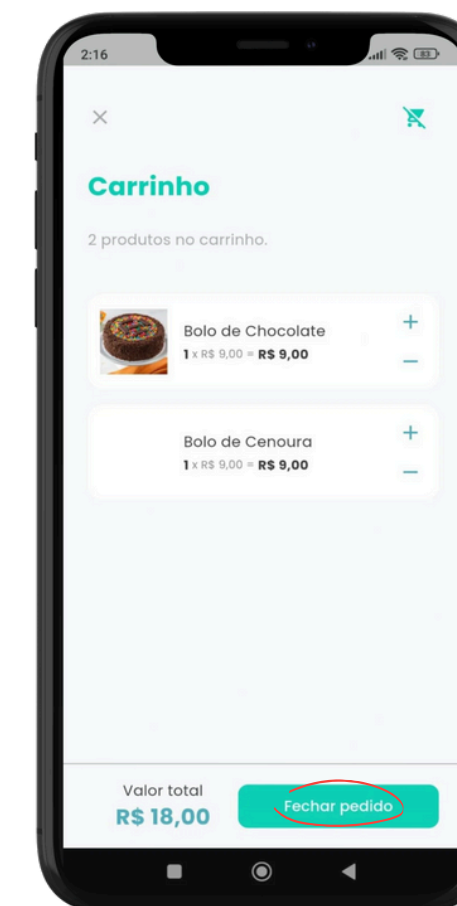 2:16
83
Carrinho
2 produtos no carrinho.
Bolo de Chocolate
1 x R$ 9,00 = R$ 9,00
Bolo de Cenoura
1 x R$ 9,00 = R$ 9,00
Valor total
R$ 18,00
Fechar pedido